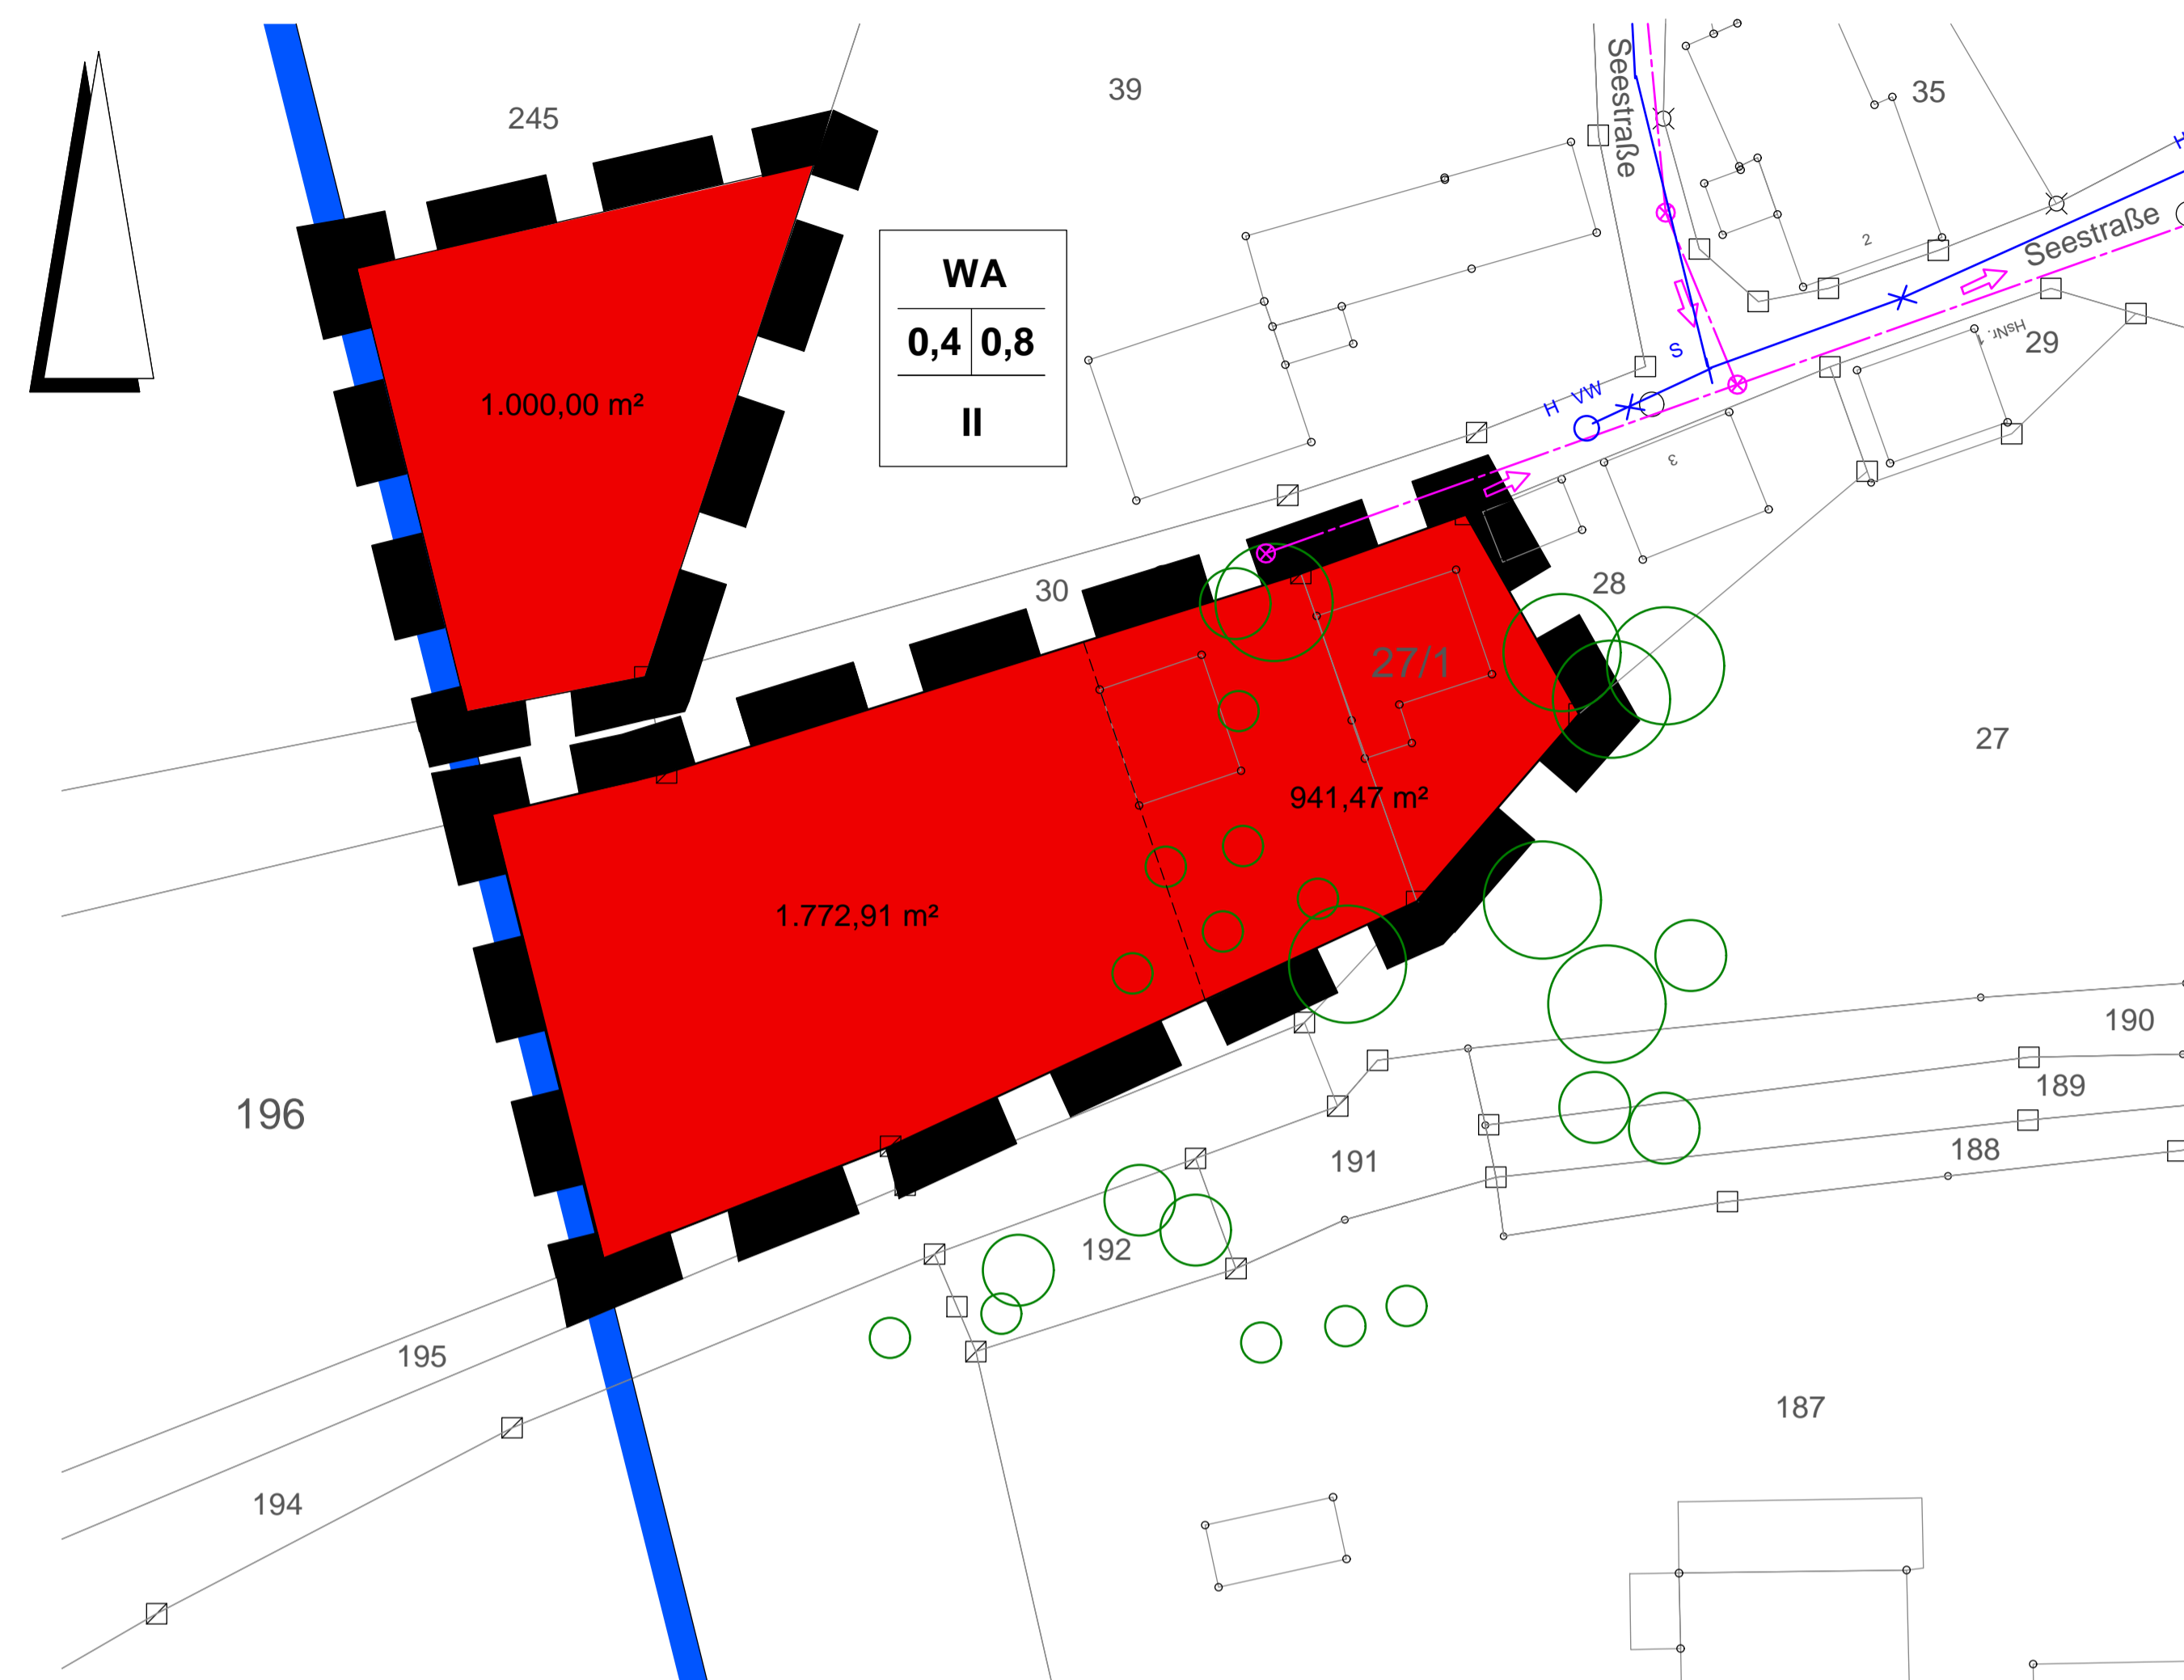 245
39
35
Seestraße
Seestraße
2
WA
0,4 0,8
II
HsNr. 1
29
S
H VW
H
1.000,00 m²
3
30
28
27/1
27
941,47 m²
1.772,91 m²
190
189
188
196
191
192
195
187
194